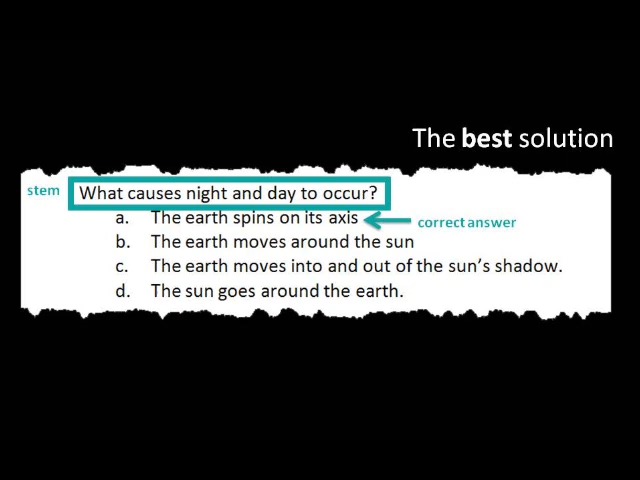 The best solution
stem
What causes night and day to occur?
a. The earth spins on its axis
correct answer
b. The earth moves around the sun
c. The earth moves into and out of the sun's shadow.
d. The sun goes around the earth.